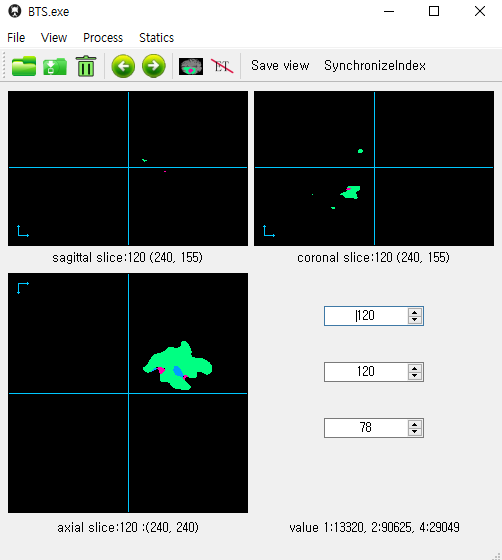 BTS.exe
File View Process Statics
ET Save view SynchronizeIndex
sagittal slice:120 (240, 155)
coronal slice:120 (240, 155)
120
120
78
axial slice:120 :(240, 240)
value 1:13320, 2:90625, 4:29049